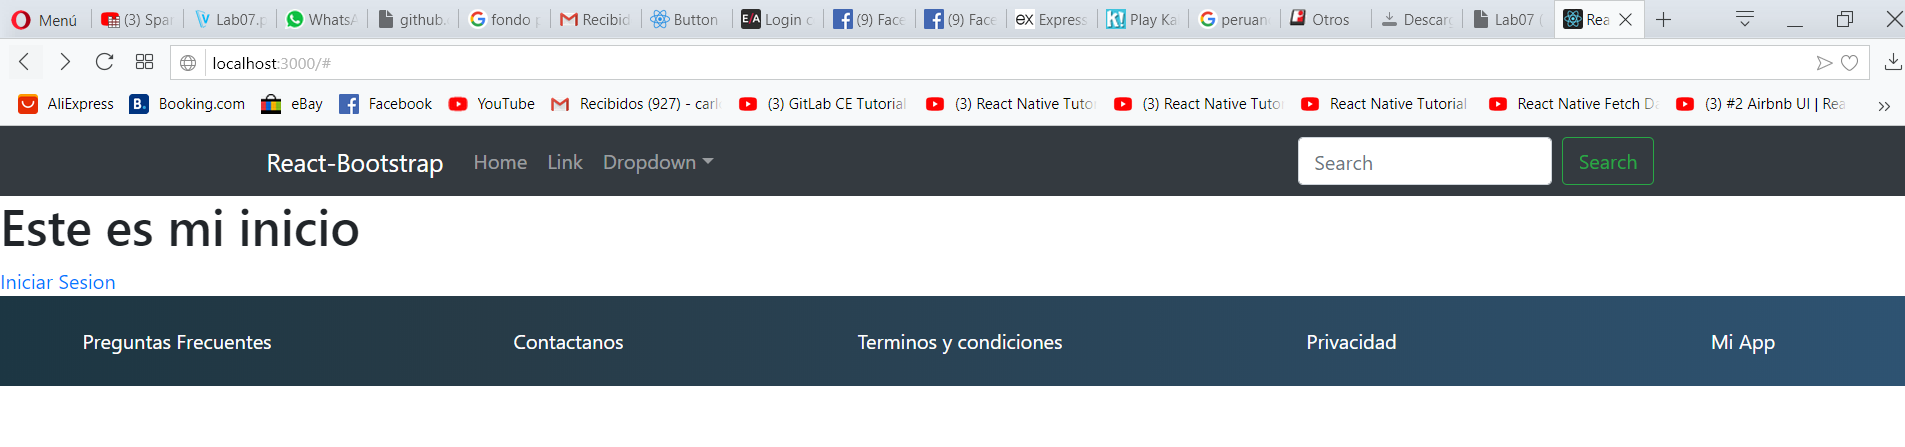 Menú (3) Spar Lab07.p WhatsA github. fondo p Recibid Button Login c (9) Face (9) Face Express Play Ka peruan Otros Descarg Lab07 ( Rea
localhost:3000/#
AliExpress Booking.com eBay Facebook YouTube Recibidos (927) - carl (3) GitLab CE Tutorial (3) React Native Tuto (3) React Native Tutor React Native Tutorial React Native Fetch Da (3) #2 Airbnb UI | Rea
React-Bootstrap Home Link Dropdown Search Search
Este es mi inicio
Iniciar Sesion
Preguntas Frecuentes Contactanos Terminos y condiciones Privacidad Mi App